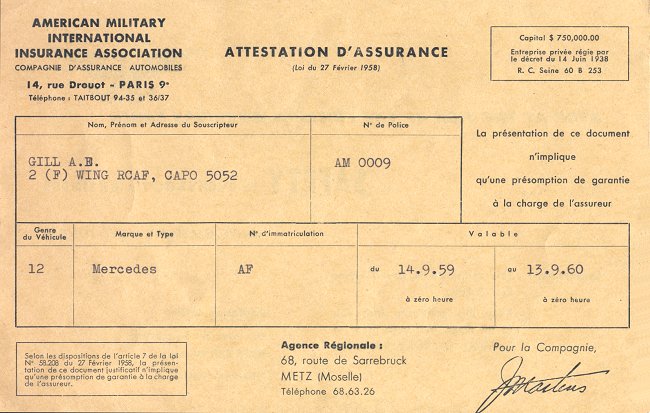 AMERICAN MILITARY
INTERNATIONAL
INSURANCE ASSOCIATION
COMPAGNIE D'ASSURANCE AUTOMOBILES
14, rue Drouot - PARIS 9e
Téléphone : TAITBOUT 94-35 et 36/37
ATTESTATION D'ASSURANCE
(Loi du 27 Février 1958)
Capital $ 750,000.00
Entreprise privée régie par
le décret du 14 Juin 1938
R. C. Seine 60 B 253
Nom, Prénom et Adresse du Souscripteur
N° de Police
GILL A.E.
2 (F) WING RCAF, CAPO 5052
AM 0009
La présentation de ce document
n'implique
qu'une présomption de garantie
à la charge de l'assureur
Genre
du Véhicule
Marque et Type
N° d'immatriculation
Valable
12
Mercedes
AF
du 14.9.59
au 13.9.60
à zéro heure
à zéro heure
Selon les dispositions de l'article 7 de la loi
N° 58.208 du 27 Février 1958, la présen-
tation de ce document justificatif n'implique
qu'une présomption de garantie à la charge
de l'assureur.
Agence Régionale :
68, route de Sarrebruck
METZ (Moselle)
Téléphone 68.63.26
Pour la Compagnie,